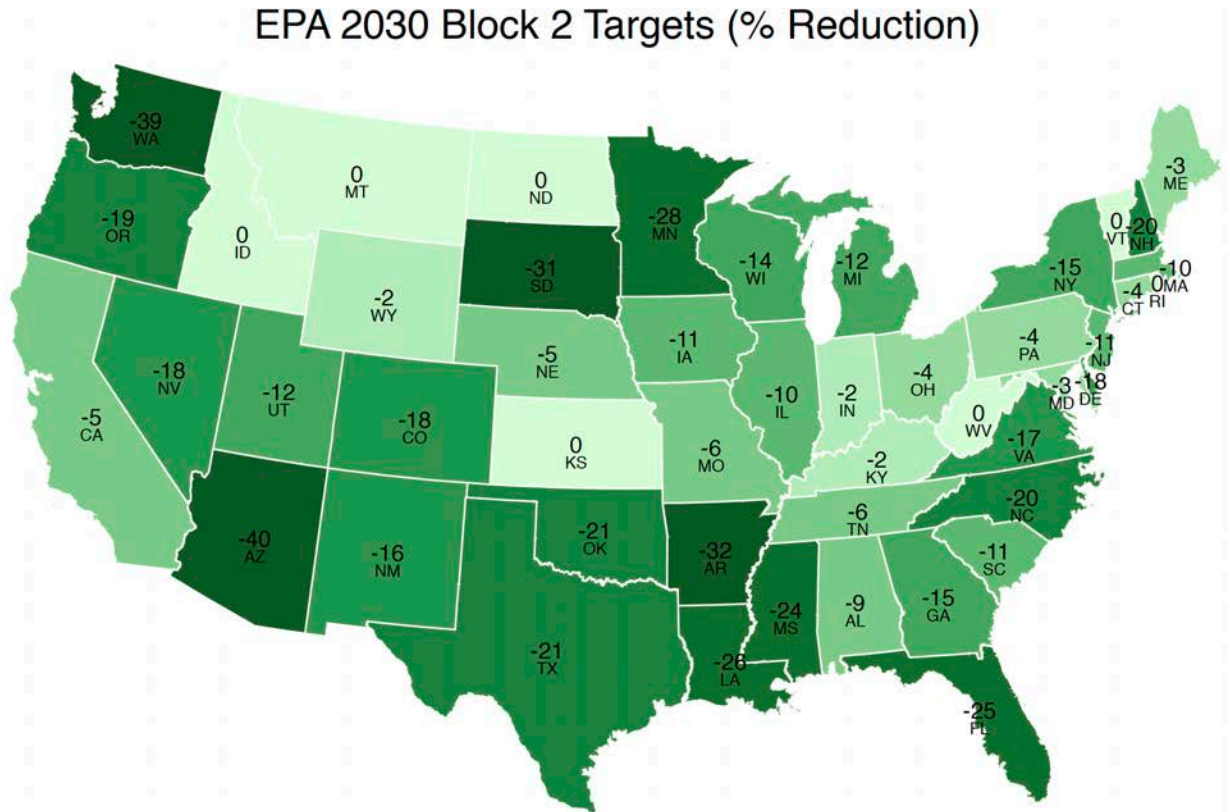 EPA 2030 Block 2 Targets (% Reduction)
-39
WA
0
MT
0
ND
-28
MN
-3
ME
-19
OR
0
ID
-31
SD
-14
WI
-12
MI
-15
NY
0
VT
-20
NH
-10
MA
0
RI
-4
CT
-2
WY
-5
NE
-11
IA
-4
PA
-11
NJ
-5
CA
-18
NV
-12
UT
-18
CO
0
KS
-6
MO
-10
IL
-2
IN
-4
OH
0
WV
-3
MD
-18
DE
-17
VA
-2
KY
-6
TN
-20
NC
-40
AZ
-16
NM
-21
OK
-32
AR
-11
SC
-21
TX
-26
LA
-24
MS
-9
AL
-15
GA
-25
FL